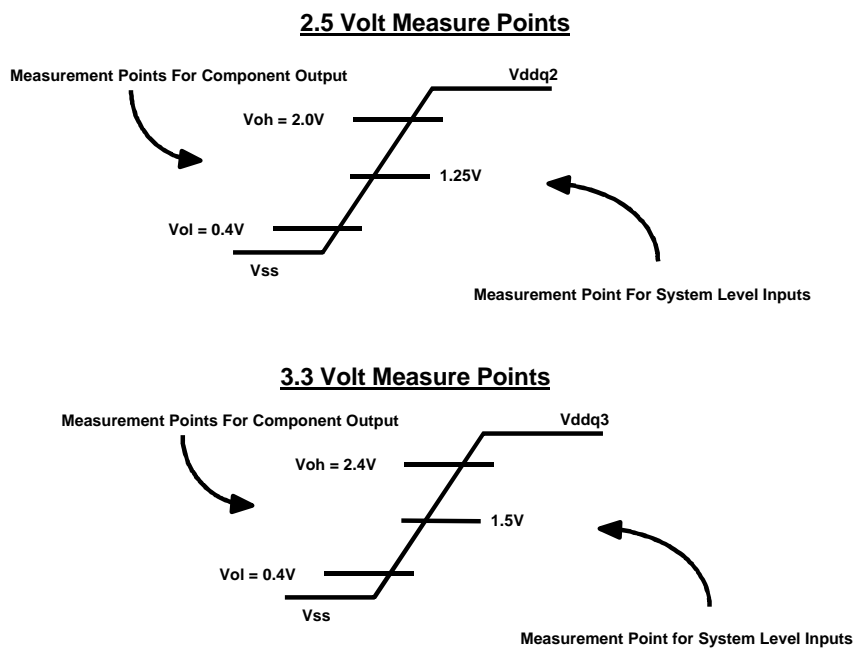 2.5 Volt Measure Points
Measurement Points For Component Output
Vddq2
Voh = 2.0V
1.25V
Vol = 0.4V
Vss
Measurement Point For System Level Inputs
3.3 Volt Measure Points
Measurement Points For Component Output
Vddq3
Voh = 2.4V
1.5V
Vol = 0.4V
Vss
Measurement Point for System Level Inputs